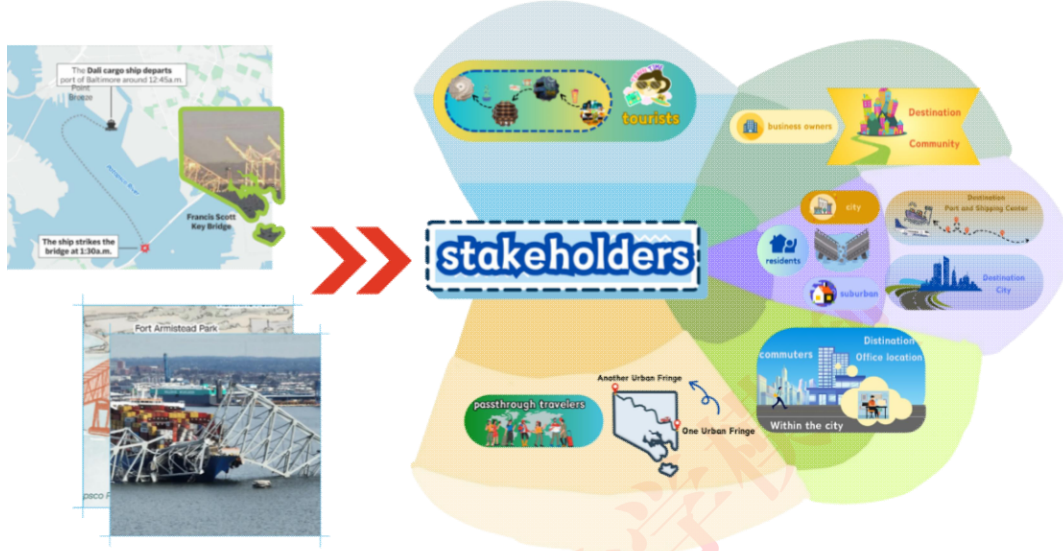 The Dali cargo ship departs
port of Baltimore around 12:45a.m.
Point
Breeze
Patapsco River
Francis Scott
Key Bridge
The ship strikes the
bridge at 1:30a.m.
Fort Armistead Park
psco
stakeholders
tourists
business owners
Destination
Community
city
residents
suburban
Destination
Port and Shipping Center
Destination
City
commuters
Distination
Office location
Within the city
passthrough travelers
Another Urban Fringe
One Urban Fringe